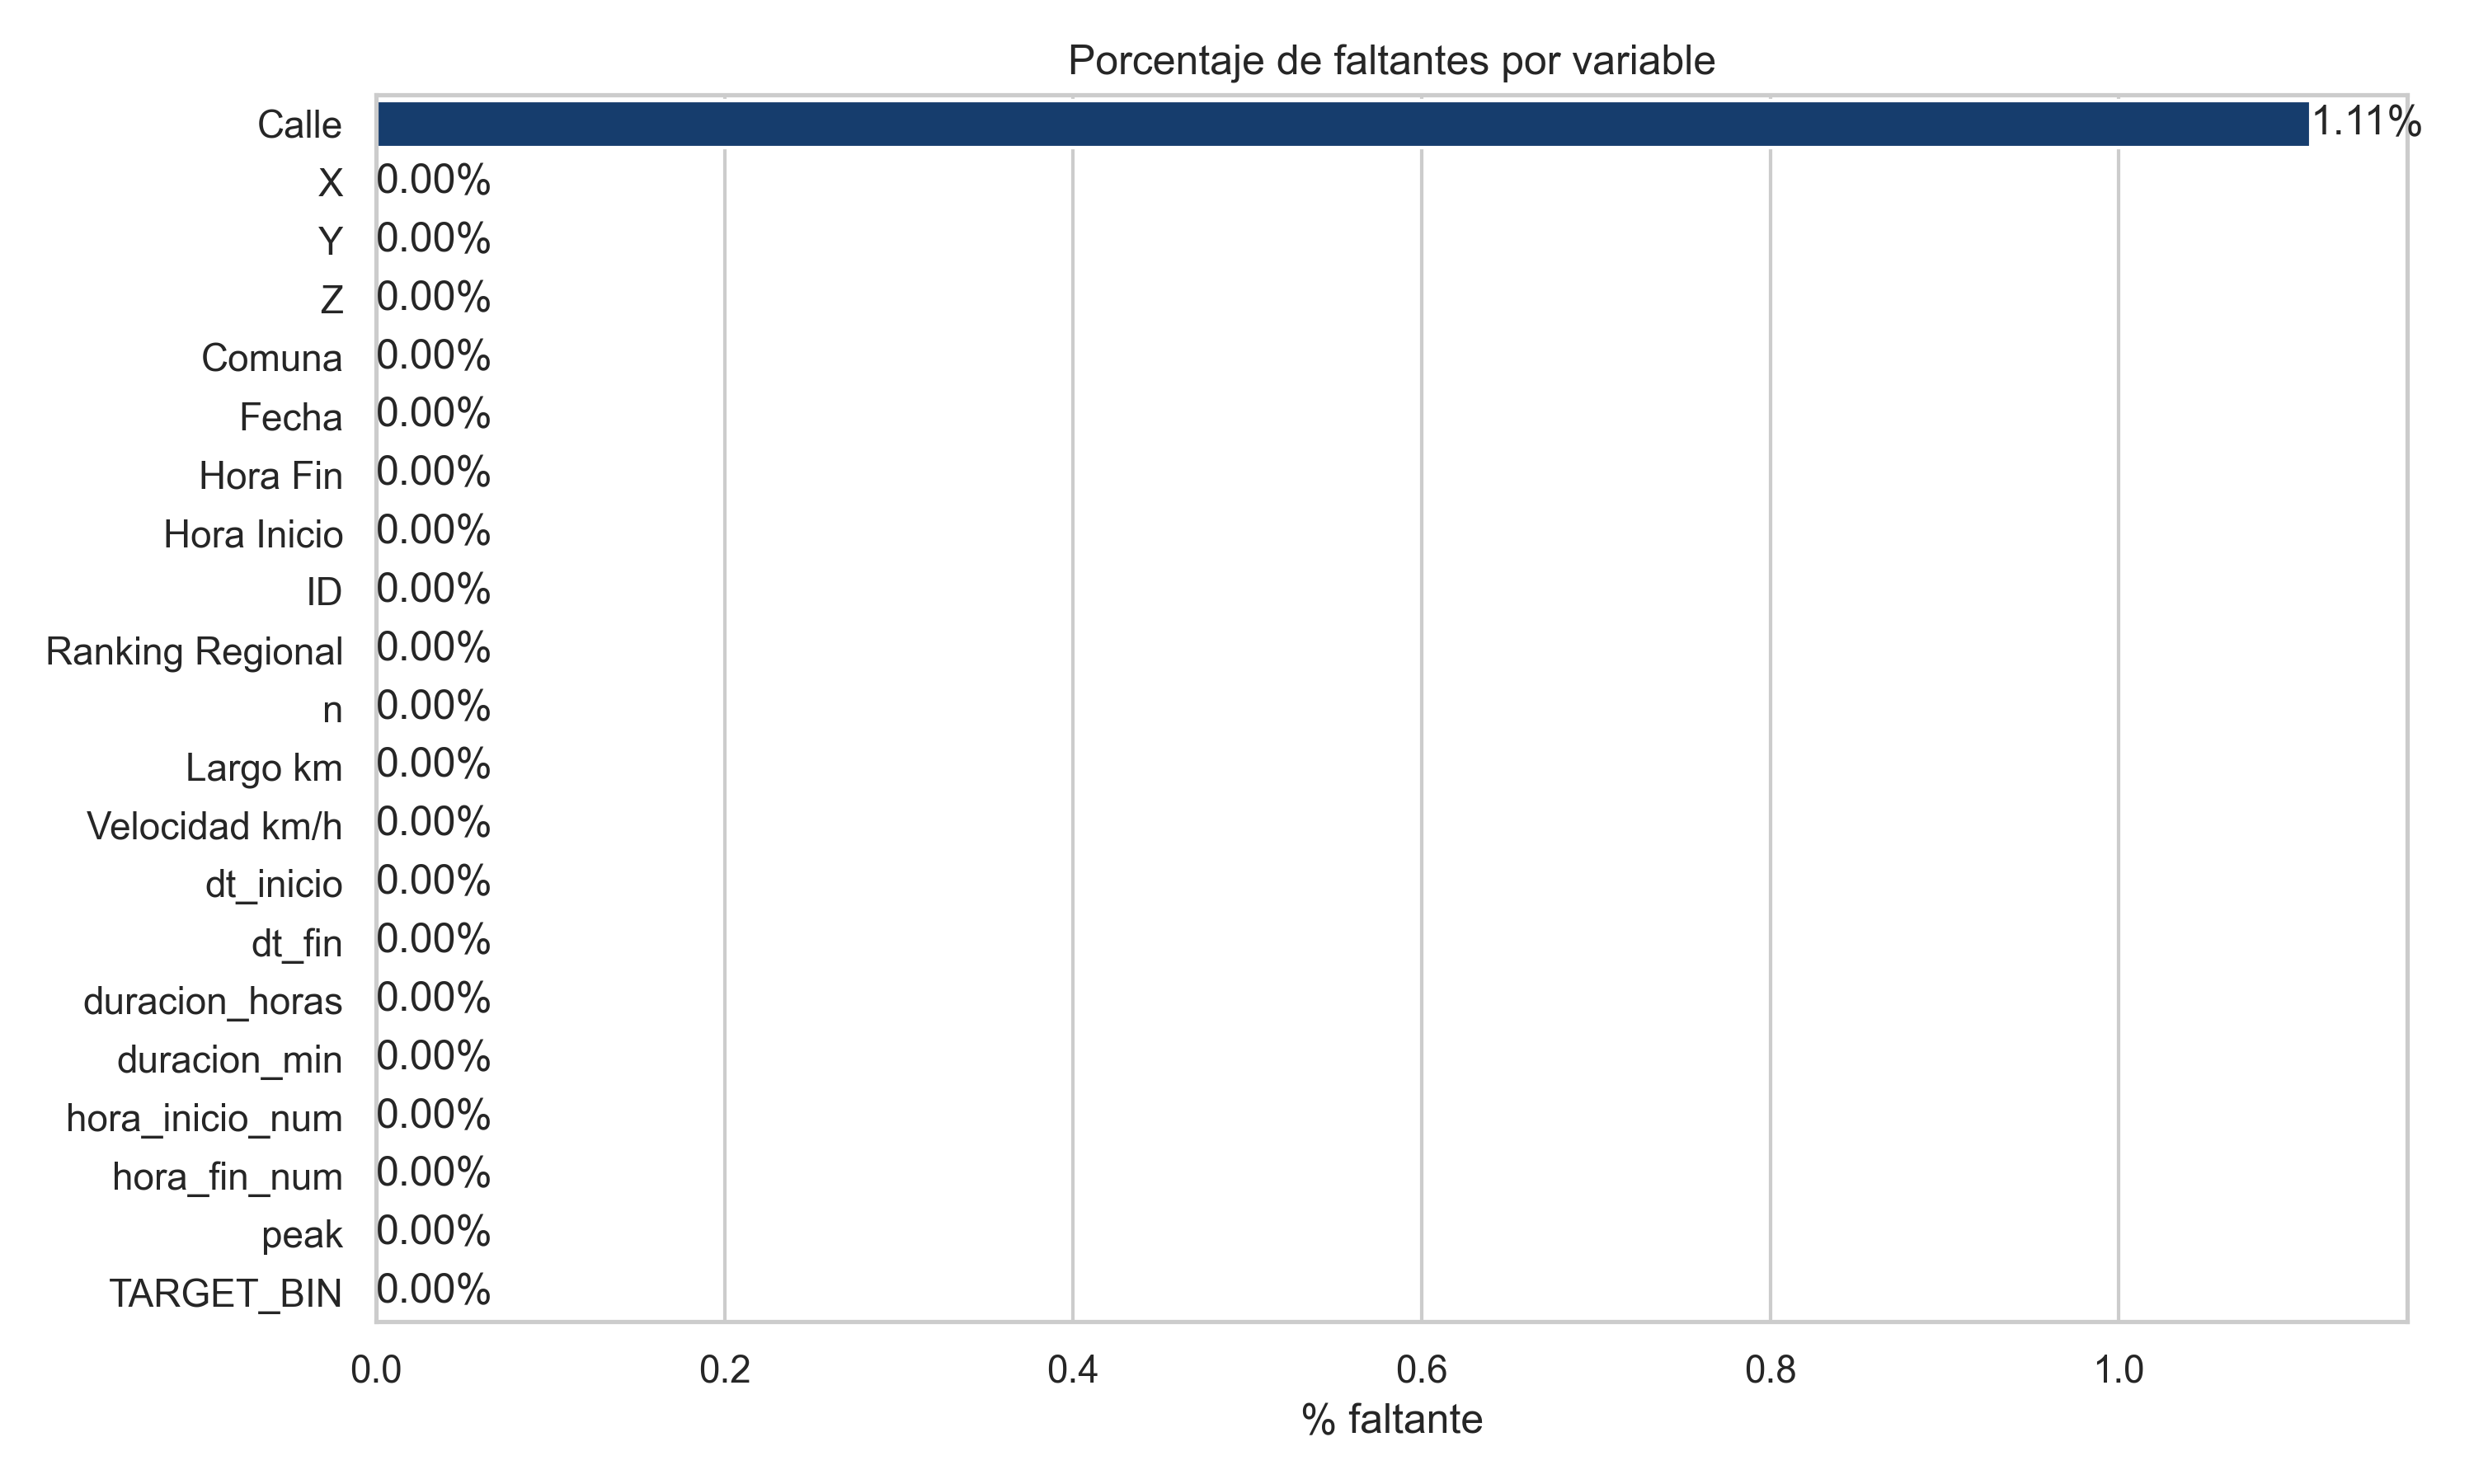 Porcentaje de faltantes por variable
Calle 1.11%
X 0.00%
Y 0.00%
Z 0.00%
Comuna 0.00%
Fecha 0.00%
Hora Fin 0.00%
Hora Inicio 0.00%
ID 0.00%
Ranking Regional 0.00%
n 0.00%
Largo km 0.00%
Velocidad km/h 0.00%
dt_inicio 0.00%
dt_fin 0.00%
duracion_horas 0.00%
duracion_min 0.00%
hora_inicio_num 0.00%
hora_fin_num 0.00%
peak 0.00%
TARGET_BIN 0.00%
0.0 0.2 0.4 0.6 0.8 1.0
% faltante